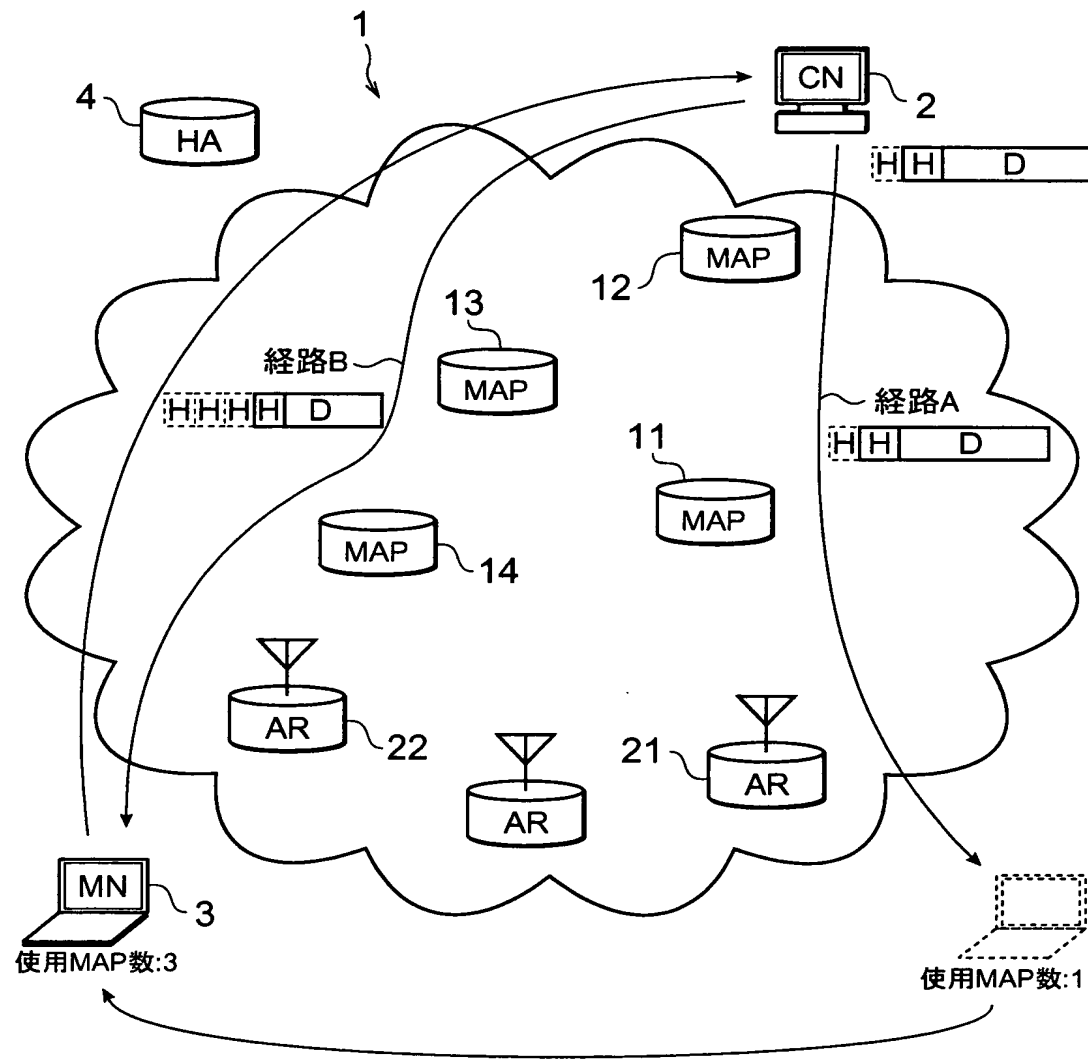 1
CN
2
4
HA
H H D
MAP
12
13
MAP
経路B
H H H H D
経路A
H H D
11
MAP
MAP
14
AR
22
21
AR
AR
MN
3
使用MAP数:3
使用MAP数:1